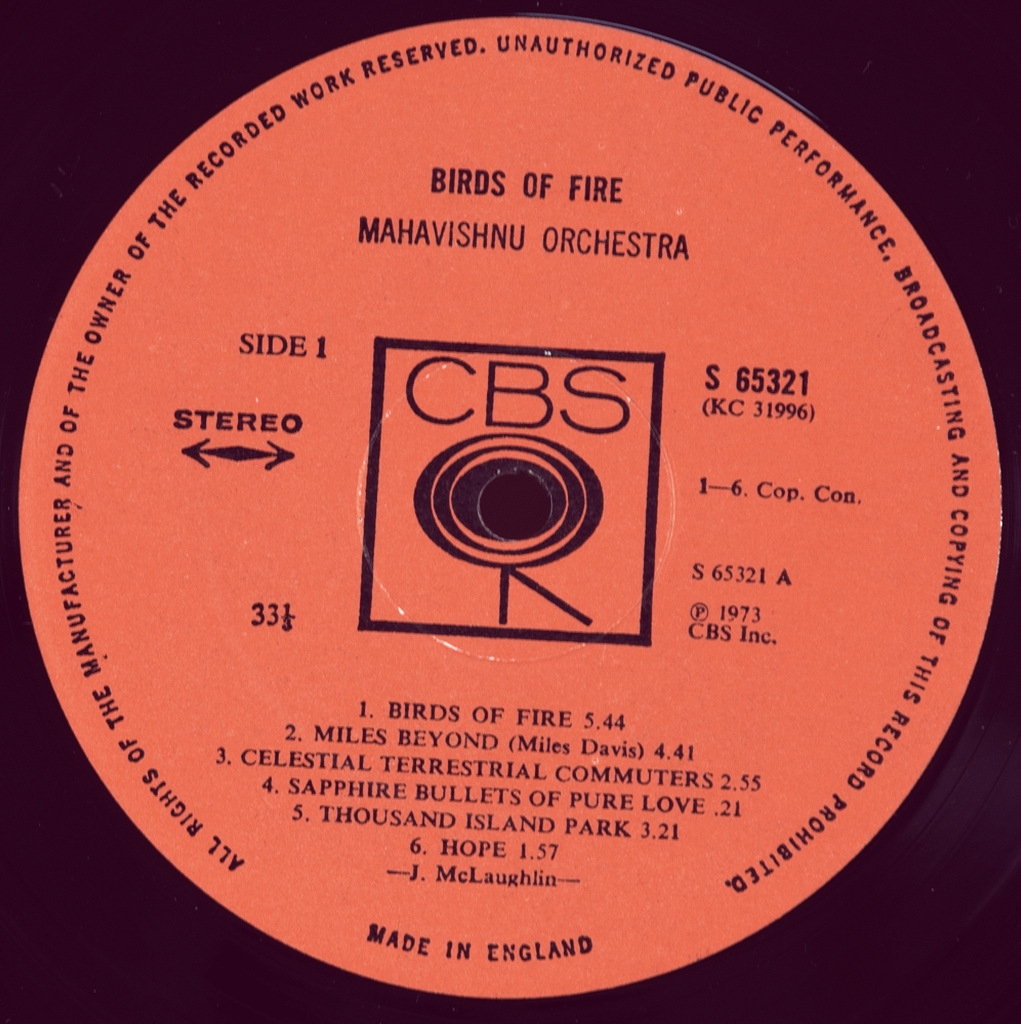 ALL RIGHTS OF THE MANUFACTURER AND OF THE OWNER OF THE RECORDED WORK RESERVED. UNAUTHORIZED PUBLIC PERFORMANCE, BROADCASTING AND COPYING OF THIS RECORD PROHIBITED.
BIRDS OF FIRE
MAHAVISHNU ORCHESTRA
SIDE 1
STEREO
33⅓
CBS
S 65321
(KC 31996)
1—6. Cop. Con.
S 65321 A
℗ 1973
CBS Inc.
1. BIRDS OF FIRE 5.44
2. MILES BEYOND (Miles Davis) 4.41
3. CELESTIAL TERRESTRIAL COMMUTERS 2.55
4. SAPPHIRE BULLETS OF PURE LOVE .21
5. THOUSAND ISLAND PARK 3.21
6. HOPE 1.57
—J. McLaughlin—
MADE IN ENGLAND